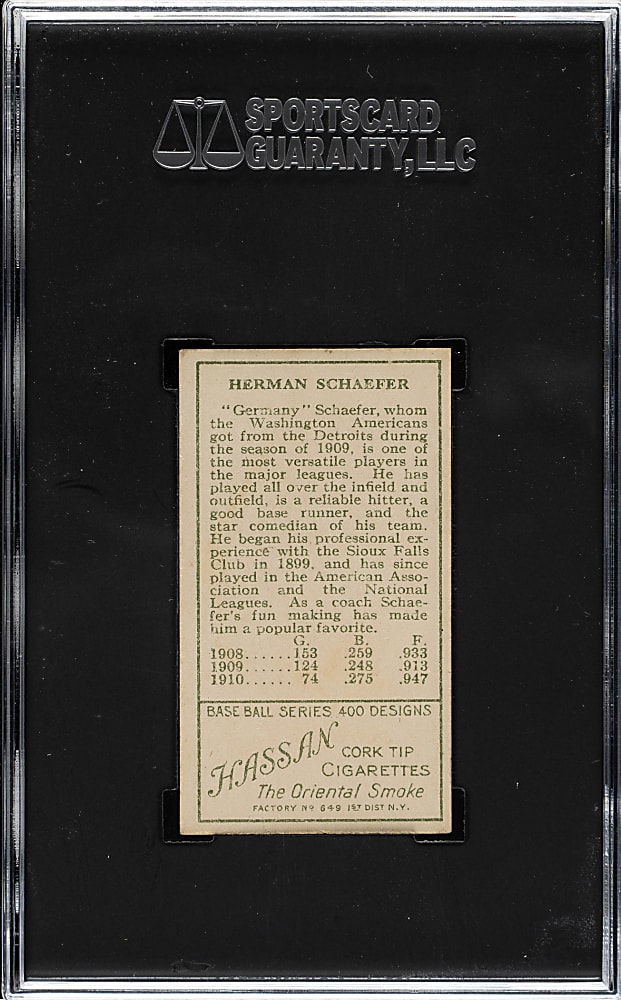 SPORTSCARD
GUARANTY, LLC
HERMAN SCHAEFER
"Germany" Schaefer, whom
the Washington Americans
got from the Detroits during
the season of 1909, is one of
the most versatile players in
the major leagues. He has
played all over the infield and
outfield, is a reliable hitter, a
good base runner, and the
star comedian of his team.
He began his professional ex-
perience with the Sioux Falls
Club in 1899, and has since
played in the American Asso-
ciation and the National
Leagues. As a coach Schae-
fer's fun making has made
him a popular favorite.
G. B. F.
1908......153 .259 .933
1909......124 .248 .913
1910...... 74 .275 .947
BASE BALL SERIES 400 DESIGNS
HASSAN CORK TIP
CIGARETTES
The Oriental Smoke
FACTORY No 649 1ST DIST N.Y.